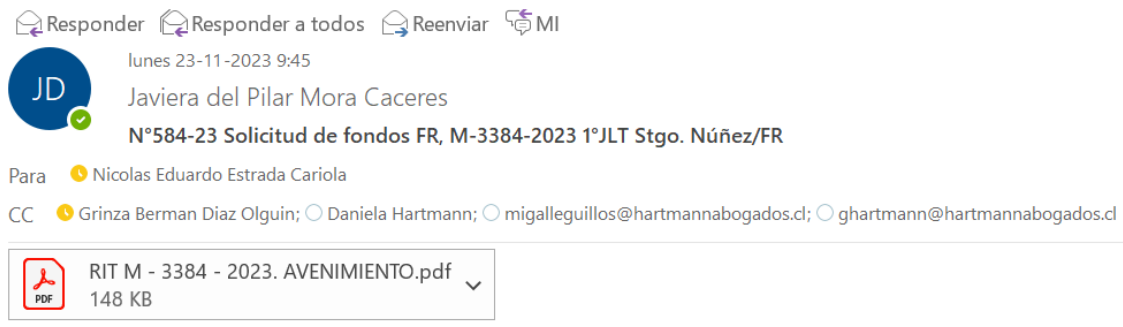 Responder Responder a todos Reenviar MI
JD
lunes 23-11-2023 9:45
Javiera del Pilar Mora Caceres
N°584-23 Solicitud de fondos FR, M-3384-2023 1°JLT Stgo. Núñez/FR
Para Nicolas Eduardo Estrada Cariola
CC Grinza Berman Diaz Olguin; Daniela Hartmann; migalleguillos@hartmannabogados.cl; ghartmann@hartmannabogados.cl
RIT M - 3384 - 2023. AVENIMIENTO.pdf
PDF
148 KB